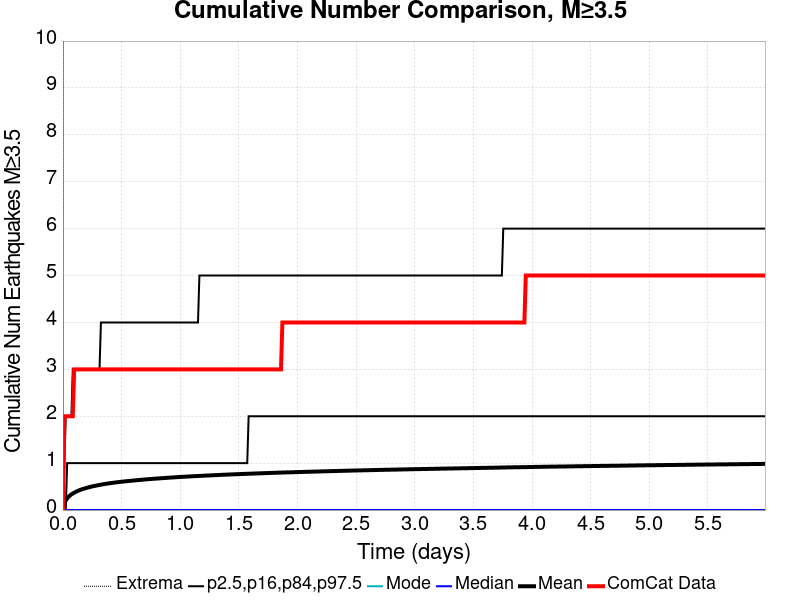 Cumulative Number Comparison, M≥3.5
Cumulative Num Earthquakes M≥3.5
10
9
8
7
6
5
4
3
2
1
0
0.0 0.5 1.0 1.5 2.0 2.5 3.0 3.5 4.0 4.5 5.0 5.5
Time (days)
Extrema p2.5,p16,p84,p97.5 Mode Median Mean ComCat Data